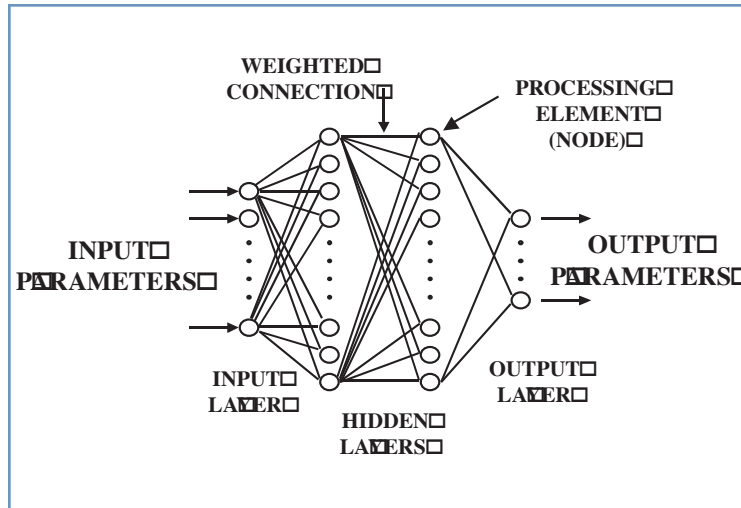 WEIGHTED□
CONNECTION□
PROCESSING□
ELEMENT□
(NODE)□
INPUT□
PARAMETERS□
OUTPUT□
PARAMETERS□
INPUT□
LAYER□
HIDDEN□
LAYERS□
OUTPUT□
LAYER□